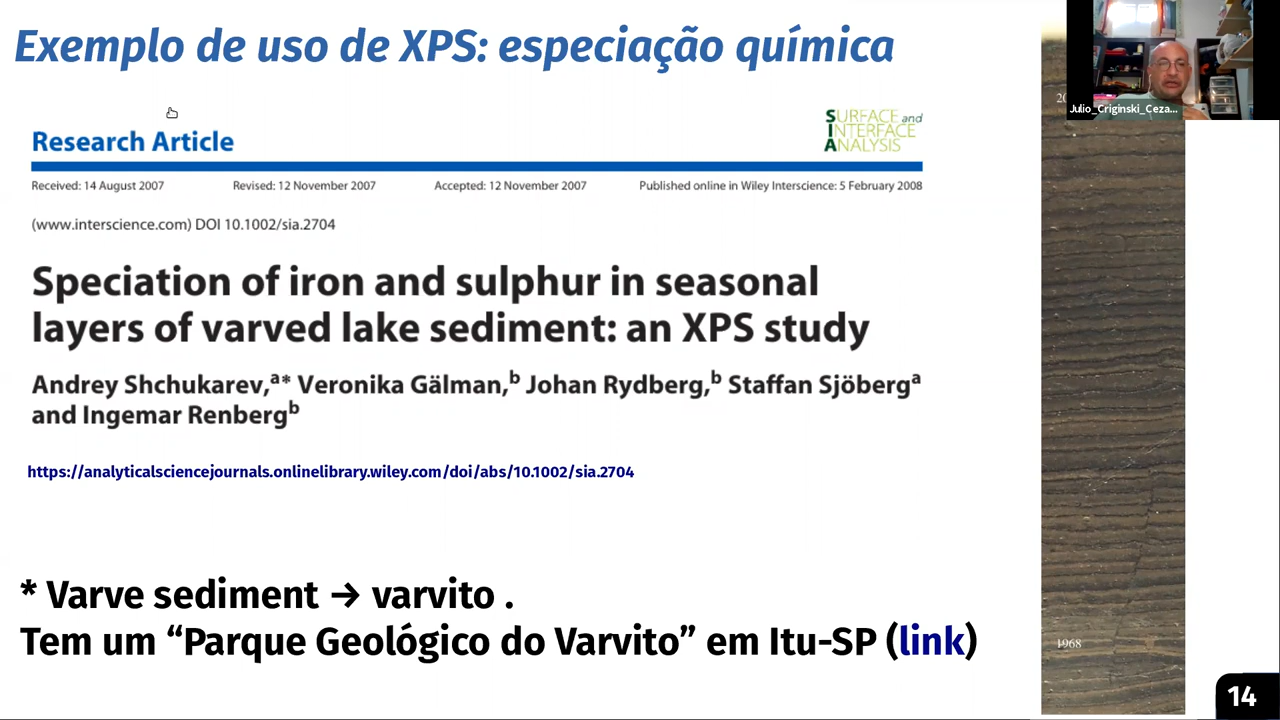 Exemplo de uso de XPS: especiação química
Julio_Criginski_Ceza...
SURFACE and
INTERFACE
ANALYSIS
Research Article
Received: 14 August 2007 Revised: 12 November 2007 Accepted: 12 November 2007 Published online in Wiley Interscience: 5 February 2008
(www.interscience.com) DOI 10.1002/sia.2704
Speciation of iron and sulphur in seasonal
layers of varved lake sediment: an XPS study
Andrey Shchukarev,a* Veronika Gälman,b Johan Rydberg,b Staffan Sjöberga
and Ingemar Renbergb
https://analyticalsciencejournals.onlinelibrary.wiley.com/doi/abs/10.1002/sia.2704
* Varve sediment → varvito .
Tem um “Parque Geológico do Varvito” em Itu-SP (link)
1968
14